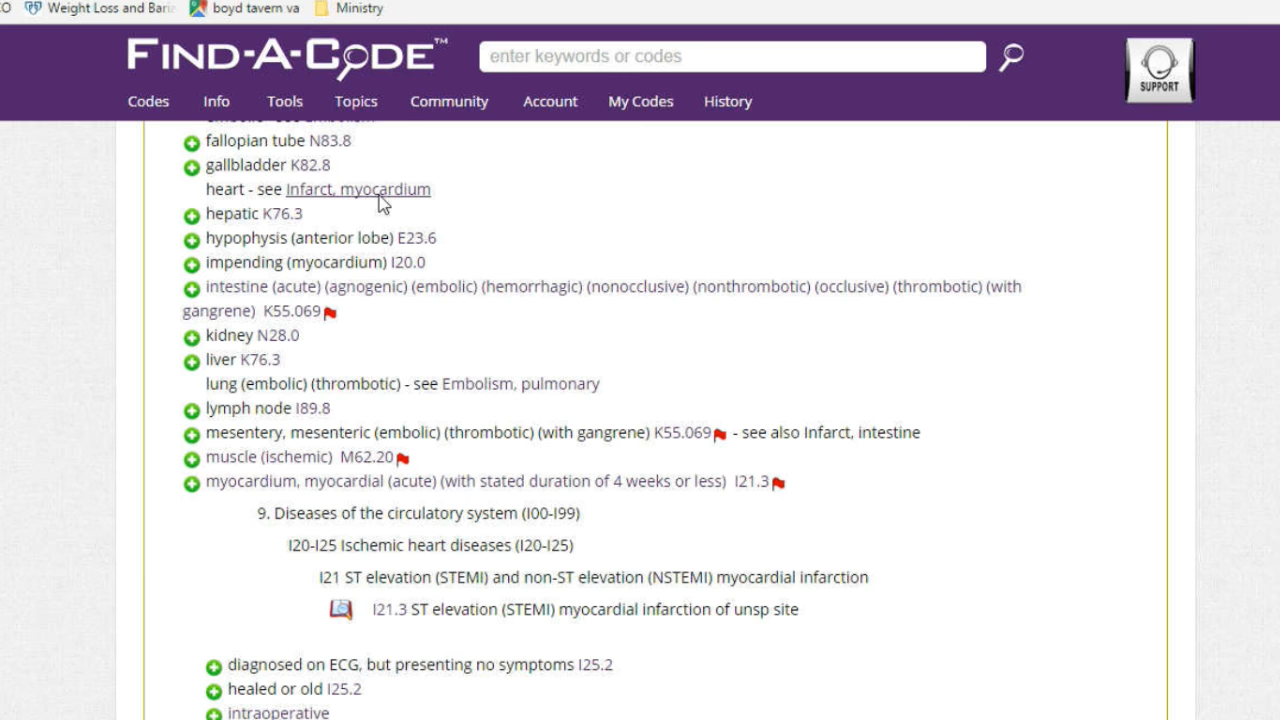 O Weight Loss and Bari boyd tavern va Ministry
FIND-A-CODE™ enter keywords or codes
SUPPORT
Codes Info Tools Topics Community Account My Codes History
fallopian tube N83.8
gallbladder K82.8
heart - see Infarct, myocardium
hepatic K76.3
hypophysis (anterior lobe) E23.6
impending (myocardium) I20.0
intestine (acute) (agnogenic) (embolic) (hemorrhagic) (nonocclusive) (nonthrombotic) (occlusive) (thrombotic) (with
gangrene) K55.069
kidney N28.0
liver K76.3
lung (embolic) (thrombotic) - see Embolism, pulmonary
lymph node I89.8
mesentery, mesenteric (embolic) (thrombotic) (with gangrene) K55.069 - see also Infarct, intestine
muscle (ischemic) M62.20
myocardium, myocardial (acute) (with stated duration of 4 weeks or less) I21.3
9. Diseases of the circulatory system (I00-I99)
I20-I25 Ischemic heart diseases (I20-I25)
I21 ST elevation (STEMI) and non-ST elevation (NSTEMI) myocardial infarction
I21.3 ST elevation (STEMI) myocardial infarction of unsp site
diagnosed on ECG, but presenting no symptoms I25.2
healed or old I25.2
intraoperative